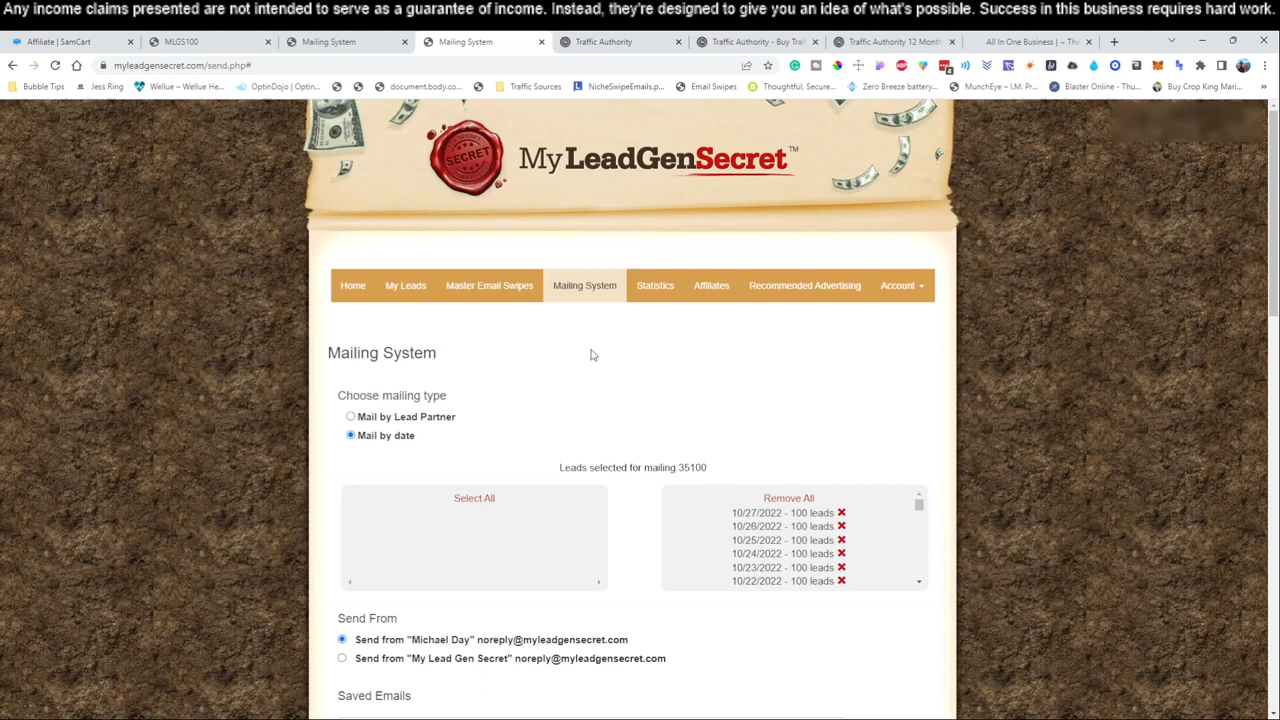 Any income claims presented are not intended to serve as a guarantee of income. Instead, they're designed to give you an idea of what's possible. Success in this business requires hard work.
Affiliate | SamCart
MLGS100
Mailing System
Mailing System
Traffic Authority
Traffic Authority - Buy Traf
Traffic Authority 12 Month
All In One Business | ~ The
myleadgensecret.com/send.php#
Bubble Tips
Jess Ring
Wellue ~ Wellue He...
OptinDojo | Optin...
document.body.co...
Traffic Sources
NicheSwipeEmails.p...
Email Swipes
Thoughtful, Secure...
Zero Breeze battery...
MunchEye – I.M. Pr...
Blaster Online - Thu...
Buy Crop King Mari...
SECRET
MyLeadGenSecret™
Home
My Leads
Master Email Swipes
Mailing System
Statistics
Affiliates
Recommended Advertising
Account
Mailing System
Choose mailing type
Mail by Lead Partner
Mail by date
Leads selected for mailing 35100
Select All
Remove All
10/27/2022 - 100 leads
10/26/2022 - 100 leads
10/25/2022 - 100 leads
10/24/2022 - 100 leads
10/23/2022 - 100 leads
10/22/2022 - 100 leads
Send From
Send from "Michael Day" noreply@myleadgensecret.com
Send from "My Lead Gen Secret" noreply@myleadgensecret.com
Saved Emails